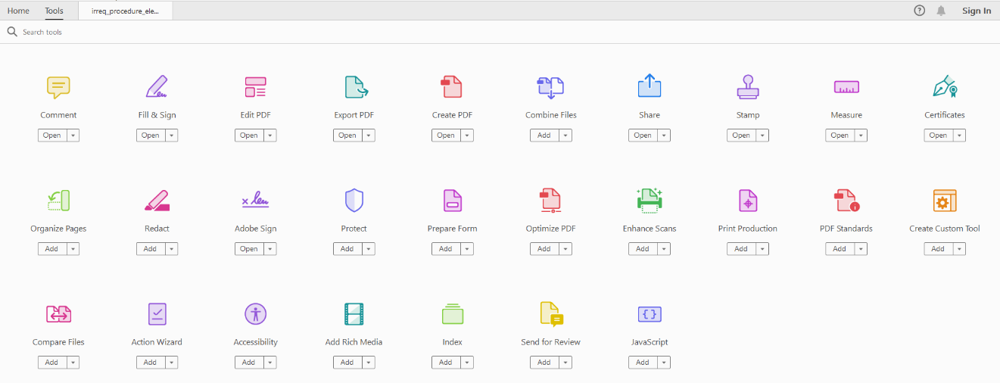 Home Tools irreq_procedure_ele... Sign In
Search tools
Comment Fill & Sign Edit PDF Export PDF Create PDF Combine Files Share Stamp Measure Certificates
Open Open Open Open Open Add Open Open Open Open
Organize Pages Redact Adobe Sign Protect Prepare Form Optimize PDF Enhance Scans Print Production PDF Standards Create Custom Tool
Add Add Open Add Add Add Add Add Add Add
Compare Files Action Wizard Accessibility Add Rich Media Index Send for Review JavaScript
Add Add Add Add Add Add Add